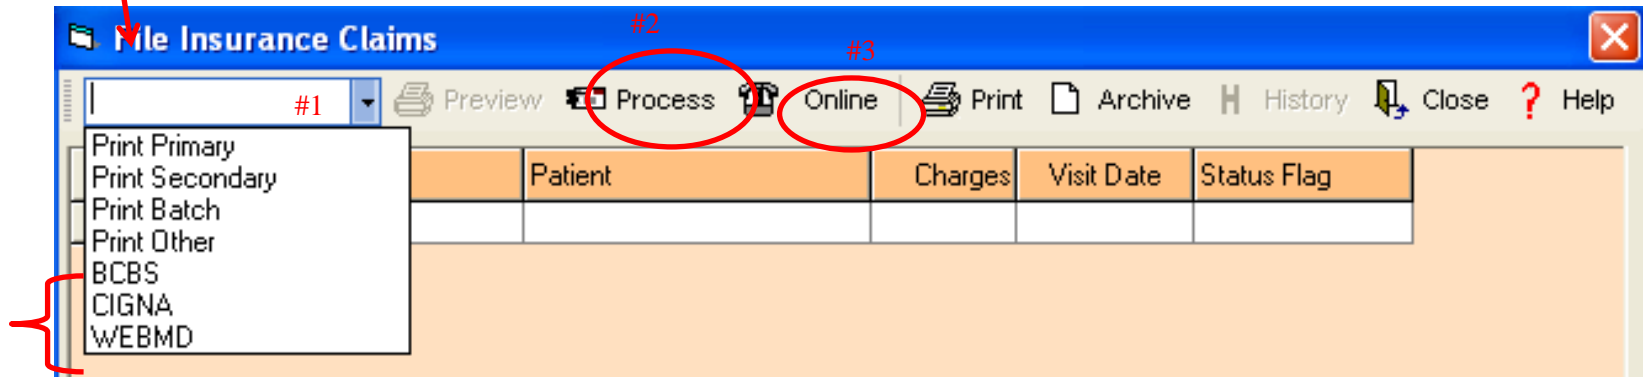 File Insurance Claims
#2
#3
#1
Preview Process Online Print Archive H History Close ? Help
Print Primary
Print Secondary
Print Batch
Print Other
BCBS
CIGNA
WEBMD
Patient Charges Visit Date Status Flag